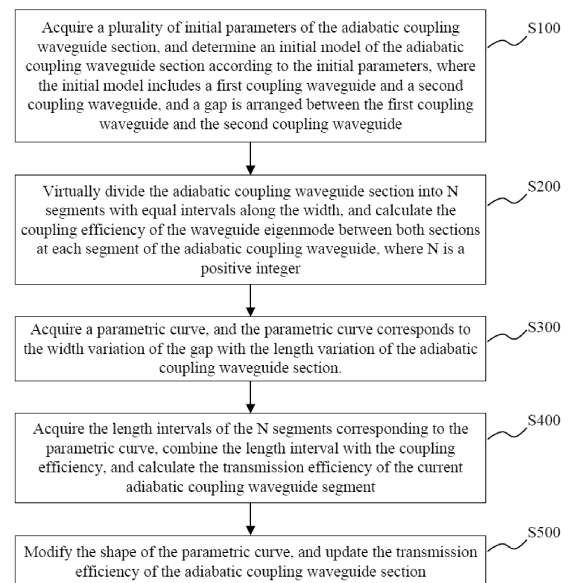 Acquire a plurality of initial parameters of the adiabatic coupling
waveguide section, and determine an initial model of the adiabatic
coupling waveguide section according to the initial parameters, where
the initial model includes a first coupling waveguide and a second
coupling waveguide, and a gap is arranged between the first coupling
waveguide and the second coupling waveguide
S100
Virtually divide the adiabatic coupling waveguide section into N
segments with equal intervals along the width, and calculate the
coupling efficiency of the waveguide eigenmode between both sections
at each segment of the adiabatic coupling waveguide, where N is a
positive integer
S200
Acquire a parametric curve, and the parametric curve corresponds to
the width variation of the gap with the length variation of the adiabatic
coupling waveguide section.
S300
Acquire the length intervals of the N segments corresponding to the
parametric curve, combine the length interval with the coupling
efficiency, and calculate the transmission efficiency of the current
adiabatic coupling waveguide segment
S400
Modify the shape of the parametric curve, and update the transmission
efficiency of the adiabatic coupling waveguide section
S500